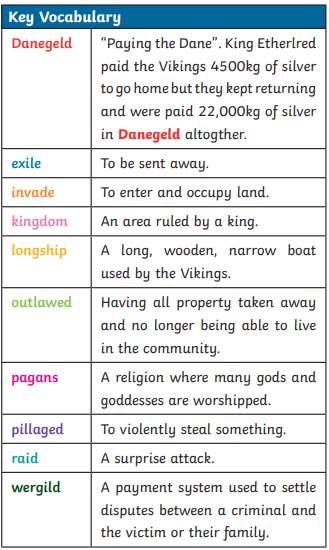 Key Vocabulary
Danegeld
“Paying the Dane”. King Etherlred
paid the Vikings 4500kg of silver
to go home but they kept returning
and were paid 22,000kg of silver
in Danegeld altogther.
exile
To be sent away.
invade
To enter and occupy land.
kingdom
An area ruled by a king.
longship
A long, wooden, narrow boat
used by the Vikings.
outlawed
Having all property taken away
and no longer being able to live
in the community.
pagans
A religion where many gods and
goddesses are worshipped.
pillaged
To violently steal something.
raid
A surprise attack.
wergild
A payment system used to settle
disputes between a criminal and
the victim or their family.